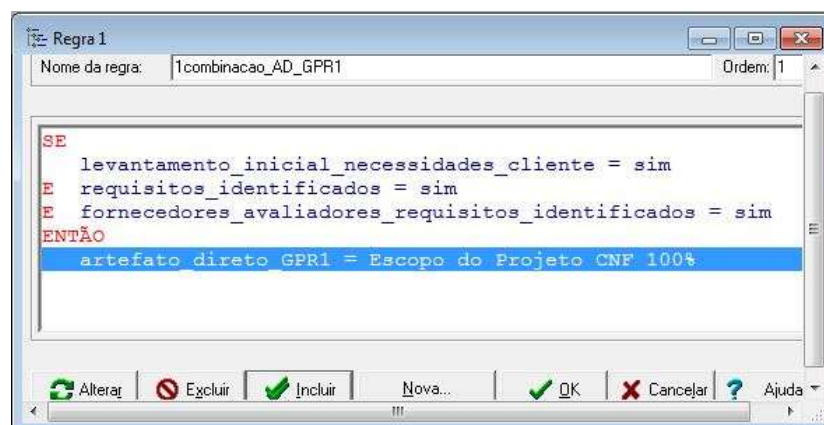 Regra 1
Nome da regra: 1combinacao_AD_GPR1 Ordem: 1
SE
levantamento_inicial_necessidades_cliente = sim
E requisitos_identificados = sim
E fornecedores_avaliadores_requisitos_identificados = sim
ENTÃO
artefato_direto_GPR1 = Escopo do Projeto CNF 100%
Alterar Excluir Incluir Nova... OK Cancelar Ajuda